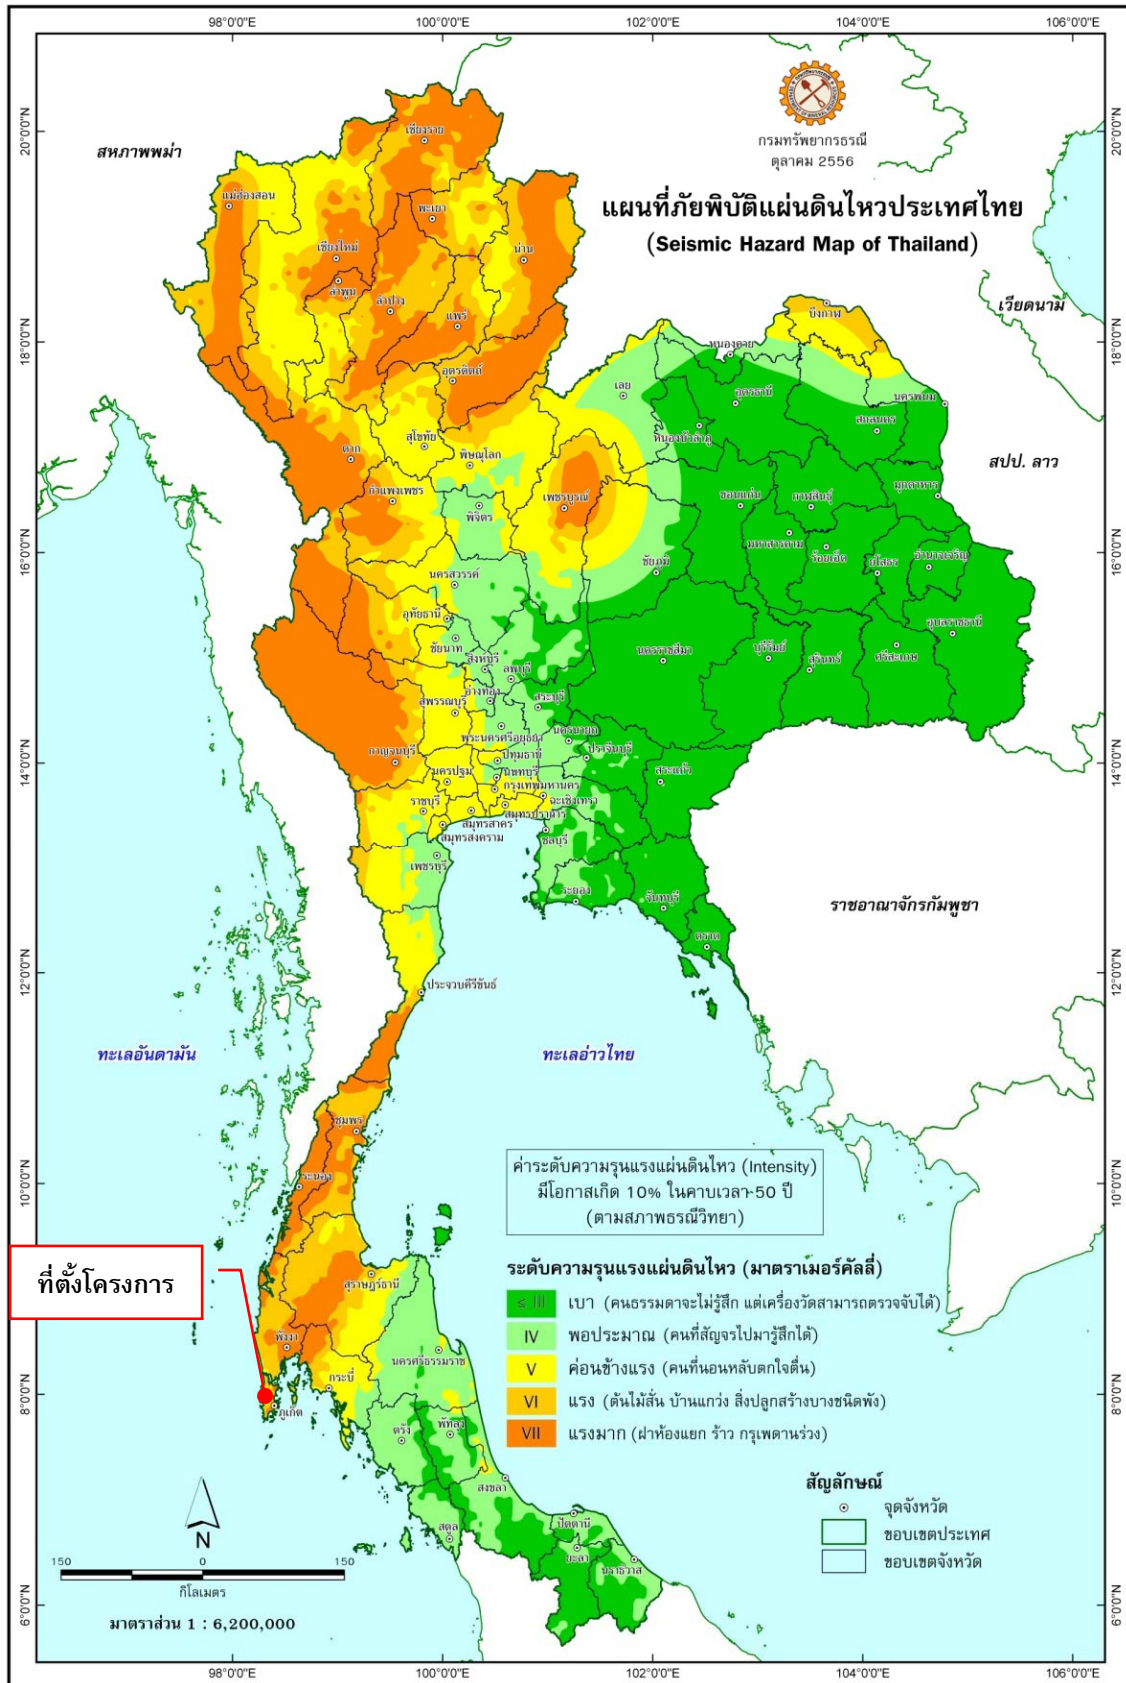 98°0'0"E
100°0'0"E
102°0'0"E
104°0'0"E
106°0'0"E
กรมทรัพยากรธรณี
ตุลาคม 2556
แผนที่ภัยพิบัติแผ่นดินไหวประเทศไทย
(Seismic Hazard Map of Thailand)
20°0'0"N
20°0'0"N
สหภาพพม่า
เวียดนาม
สปป. ลาว
ราชอาณาจักรกัมพูชา
ทะเลอันดามัน
ทะเลอ่าวไทย
เชียงราย
แม่ฮ่องสอน
พะเยา
เชียงใหม่
น่าน
ลำพูน
ลำปาง
แพร่
บึงกาฬ
18°0'0"N
18°0'0"N
หนองคาย
อุตรดิตถ์
เลย
อุดรธานี
นครพนม
สกลนคร
หนองบัวลำภู
สุโขทัย
ตาก
พิษณุโลก
กำแพงเพชร
เพชรบูรณ์
ขอนแก่น
กาฬสินธุ์
มุกดาหาร
พิจิตร
มหาสารคาม
ร้อยเอ็ด
ยโสธร
อำนาจเจริญ
16°0'0"N
16°0'0"N
ชัยภูมิ
นครสวรรค์
อุทัยธานี
ชัยนาท
อุบลราชธานี
สิงห์บุรี
ลพบุรี
นครราชสีมา
บุรีรัมย์
สุรินทร์
ศรีสะเกษ
อ่างทอง
สระบุรี
สุพรรณบุรี
พระนครศรีอยุธยา
นครนายก
กาญจนบุรี
ปทุมธานี
ปราจีนบุรี
14°0'0"N
14°0'0"N
นครปฐม
นนทบุรี
กรุงเทพมหานคร
สระแก้ว
ราชบุรี
ฉะเชิงเทรา
สมุทรสาคร
สมุทรปราการ
สมุทรสงคราม
ชลบุรี
เพชรบุรี
ระยอง
จันทบุรี
ตราด
12°0'0"N
12°0'0"N
ประจวบคีรีขันธ์
ชุมพร
ระนอง
10°0'0"N
10°0'0"N
ค่าระดับความรุนแรงแผ่นดินไหว (Intensity)
มีโอกาสเกิด 10% ในคาบเวลา 50 ปี
(ตามสภาพธรณีวิทยา)
ที่ตั้งโครงการ
สุราษฎร์ธานี
ระดับความรุนแรงแผ่นดินไหว (มาตราเมอร์คัลลี่)
≤ III เบา (คนธรรมดาจะไม่รู้สึก แต่เครื่องวัดสามารถตรวจจับได้)
IV พอประมาณ (คนที่สัญจรไปมารู้สึกได้)
V ค่อนข้างแรง (คนที่นอนหลับตกใจตื่น)
VI แรง (ต้นไม้สั่น บ้านแกว่ง สิ่งปลูกสร้างบางชนิดพัง)
VII แรงมาก (ฝาห้องแยก ร้าว กรุเพดานร่วง)
พังงา
นครศรีธรรมราช
กระบี่
8°0'0"N
8°0'0"N
ภูเก็ต
ตรัง
พัทลุง
สงขลา
สตูล
ปัตตานี
ยะลา
นราธิวาส
สัญลักษณ์
จุดจังหวัด
ขอบเขตประเทศ
ขอบเขตจังหวัด
N
150
0
150
กิโลเมตร
มาตราส่วน 1 : 6,200,000
6°0'0"N
6°0'0"N
98°0'0"E
100°0'0"E
102°0'0"E
104°0'0"E
106°0'0"E